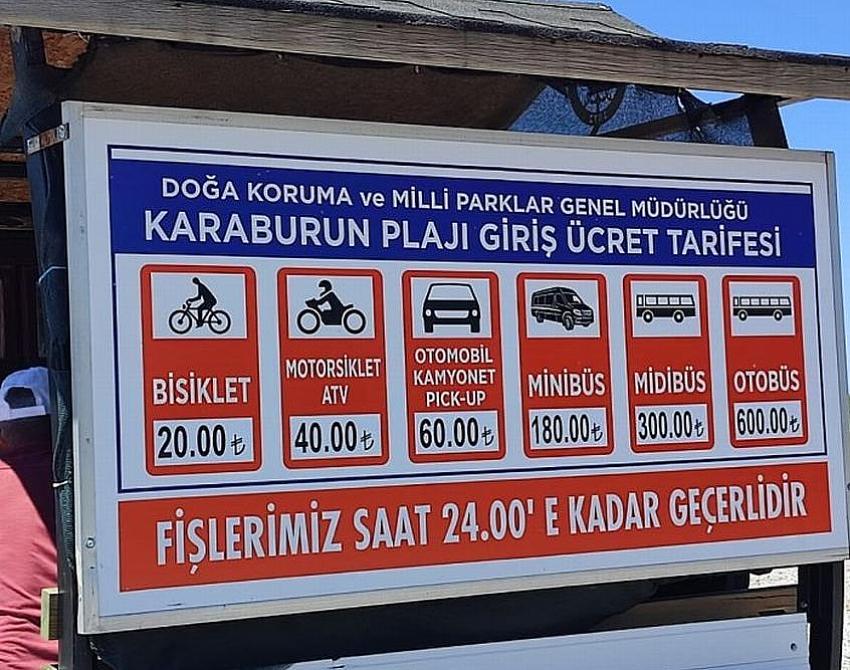 DOĞA KORUMA ve MİLLİ PARKLAR GENEL MÜDÜRLÜĞÜ
KARABURUN PLAJI GİRİŞ ÜCRET TARİFESİ
BİSİKLET
20.00 ₺
MOTORSİKLET
ATV
40.00 ₺
OTOMOBİL
KAMYONET
PICK-UP
60.00 ₺
MİNİBÜS
180.00 ₺
MİDİBÜS
300.00 ₺
OTOBÜS
600.00 ₺
FİŞLERİMİZ SAAT 24.00' E KADAR GEÇERLİDİR